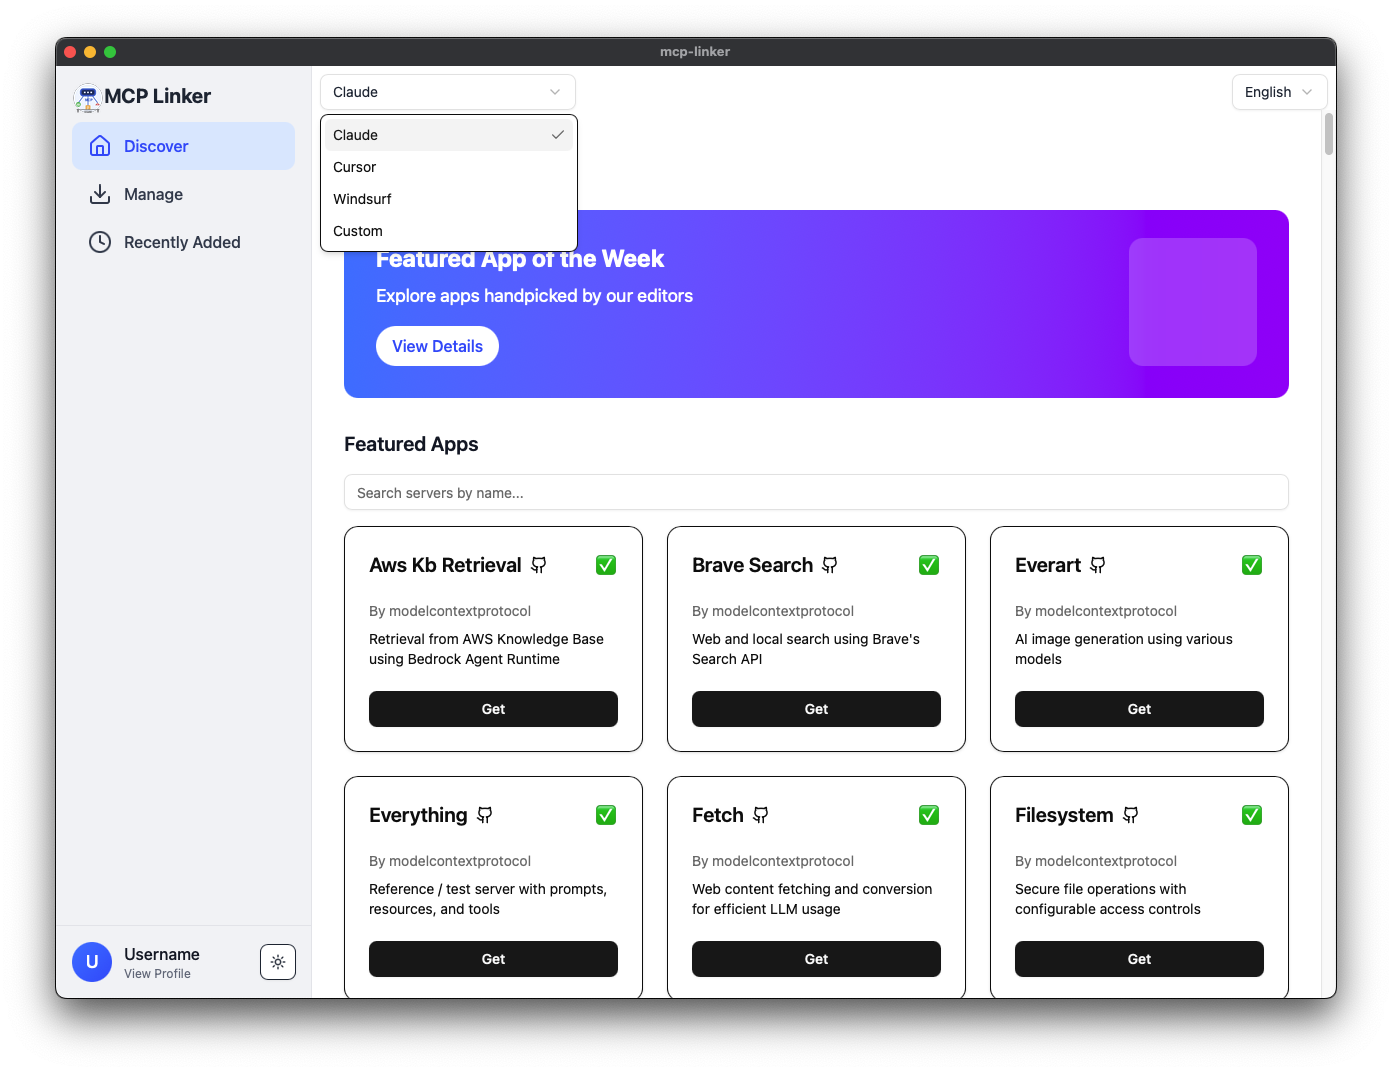 mcp-linker
MCP Linker
Discover
Manage
Recently Added
Claude
English
Claude
Cursor
Windsurf
Custom
Featured App of the Week
Explore apps handpicked by our editors
View Details
Featured Apps
Search servers by name...
Aws Kb Retrieval
By modelcontextprotocol
Retrieval from AWS Knowledge Base
using Bedrock Agent Runtime
Get
Brave Search
By modelcontextprotocol
Web and local search using Brave's
Search API
Get
Everart
By modelcontextprotocol
AI image generation using various
models
Get
Everything
By modelcontextprotocol
Reference / test server with prompts,
resources, and tools
Get
Fetch
By modelcontextprotocol
Web content fetching and conversion
for efficient LLM usage
Get
Filesystem
By modelcontextprotocol
Secure file operations with
configurable access controls
Get
U
Username
View Profile